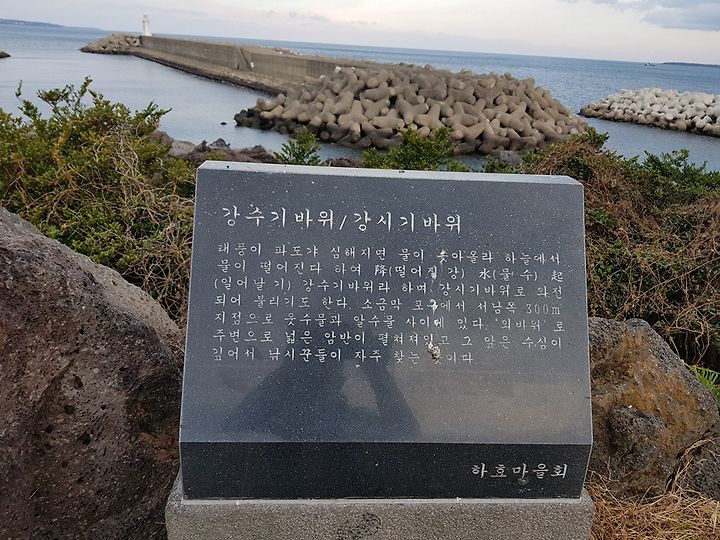 강수기바위/강시기바위
태풍이 파도가 심해지면 물이 솟아올라 하늘에서
물이 떨어진다 하여 降(떨어질 강) 水(물 수) 起
(일어날 기) 강수기바위라 하며, 강시기바위로 와전
되어 불리기도 한다. 소금막 포구에서 서남쪽 300m
지점으로 웃수물과 알수물 사이에 있다. '의바위'로
주변으로 넓은 암반이 펼쳐져있고 그 앞은 수심이
깊어서 낚시꾼들이 자주 찾는 곳이다.
하효마을회